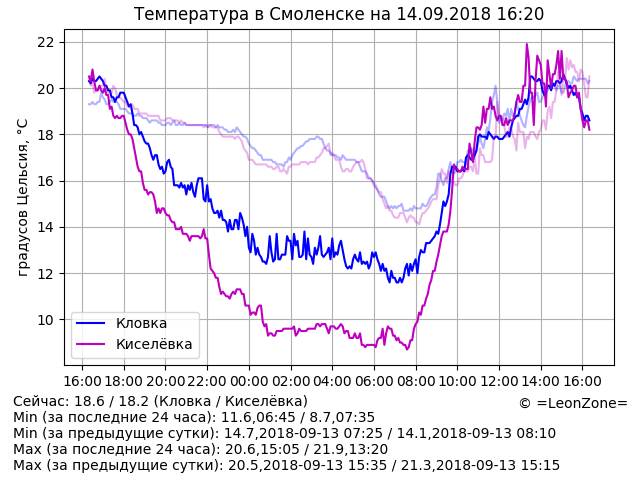 Температура в Смоленске на 14.09.2018 16:20
градусов Цельсия, °C
22
20
18
16
14
12
10
Кловка
Киселёвка
16:00 18:00 20:00 22:00 00:00 02:00 04:00 06:00 08:00 10:00 12:00 14:00 16:00
Сейчас: 18.6 / 18.2 (Кловка / Киселёвка)
© =LeonZone=
Min (за последние 24 часа): 11.6,06:45 / 8.7,07:35
Min (за предыдущие сутки): 14.7,2018-09-13 07:25 / 14.1,2018-09-13 08:10
Max (за последние 24 часа): 20.6,15:05 / 21.9,13:20
Max (за предыдущие сутки): 20.5,2018-09-13 15:35 / 21.3,2018-09-13 15:15